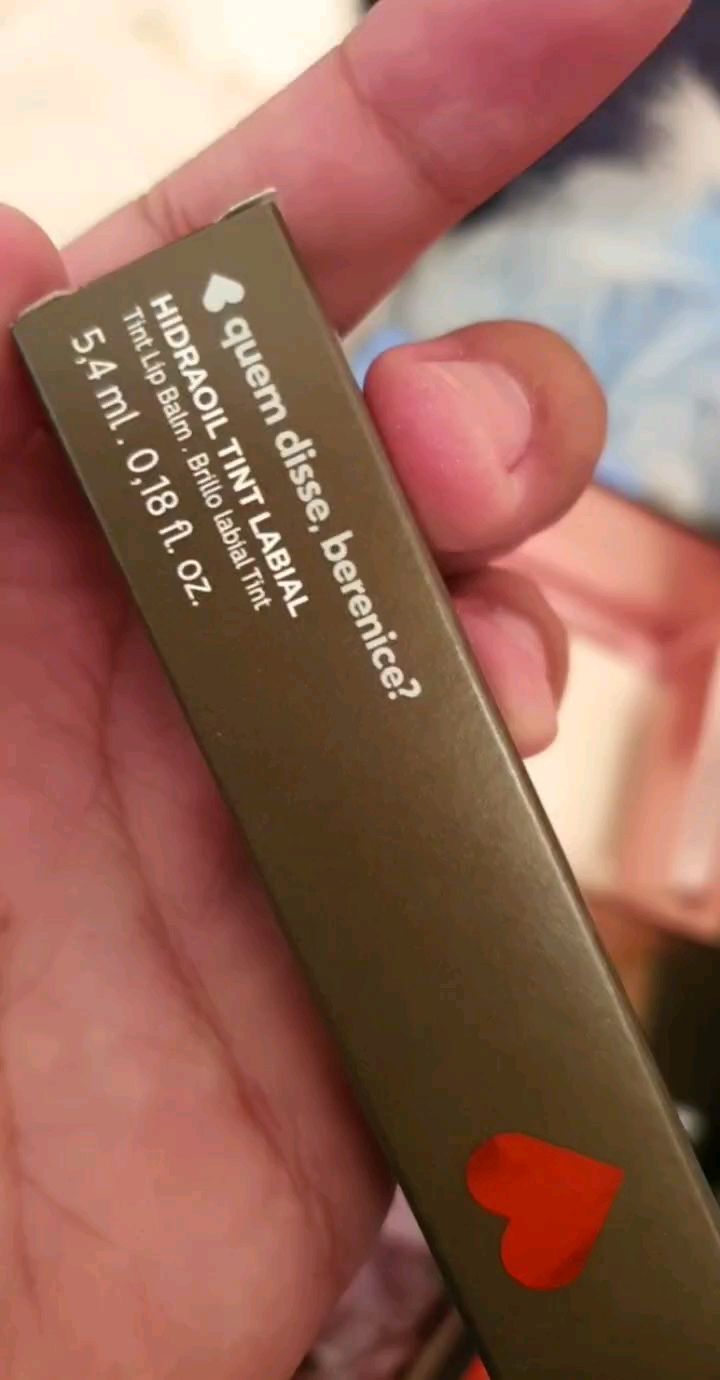 quem disse, berenice?
HIDRAOIL TINT LABIAL
Tint Lip Balm . Brillo labial Tint
5,4 ml . 0,18 fl. oz.